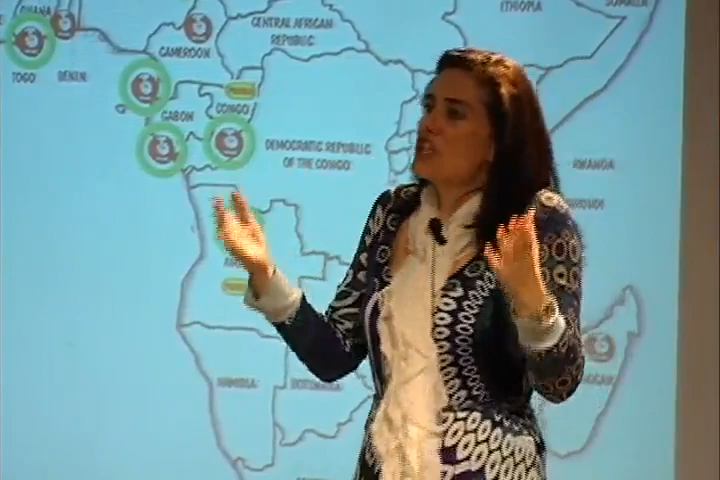 GHANA
TOGO
BENIN
CAMEROON
CENTRAL AFRICAN
REPUBLIC
ETHIOPIA
SOMALIA
GABON
CONGO
DEMOCRATIC REPUBLIC
OF THE CONGO
RWANDA
NAMIBIA
BOTSWANA